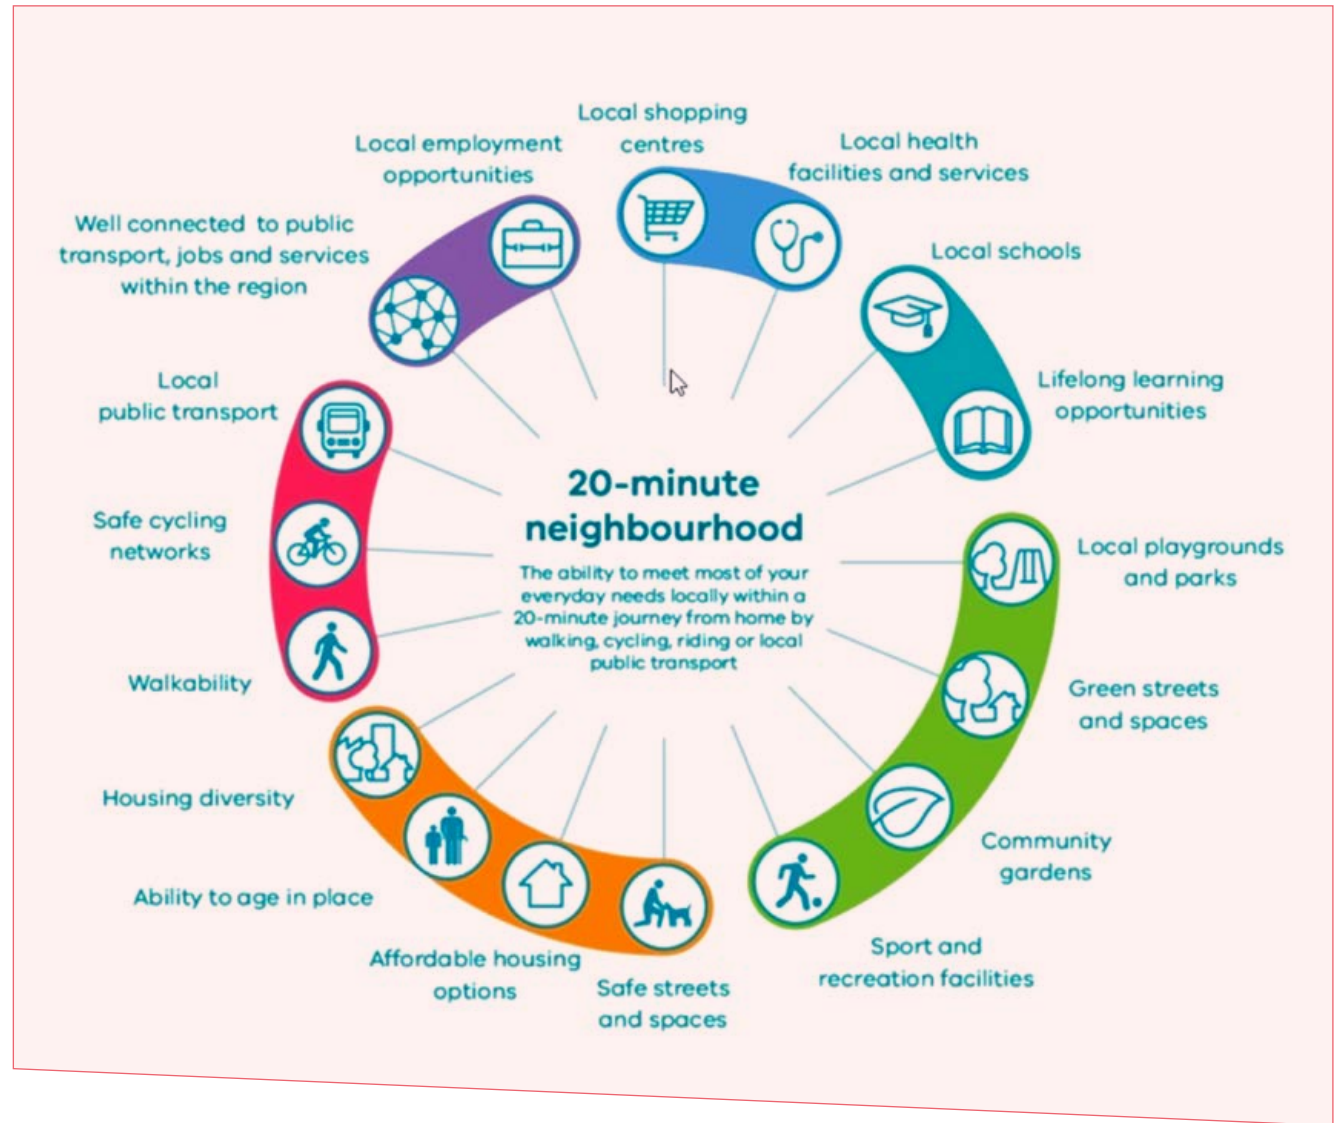 Local shopping
centres
Local health
facilities and services
Local schools
Lifelong learning
opportunities
Local playgrounds
and parks
Green streets
and spaces
Community
gardens
Sport and
recreation facilities
Safe streets
and spaces
Affordable housing
options
Ability to age in place
Housing diversity
Walkability
Safe cycling
networks
Local
public transport
Well connected to public
transport, jobs and services
within the region
Local employment
opportunities
20-minute
neighbourhood
The ability to meet most of your
everyday needs locally within a
20-minute journey from home by
walking, cycling, riding or local
public transport